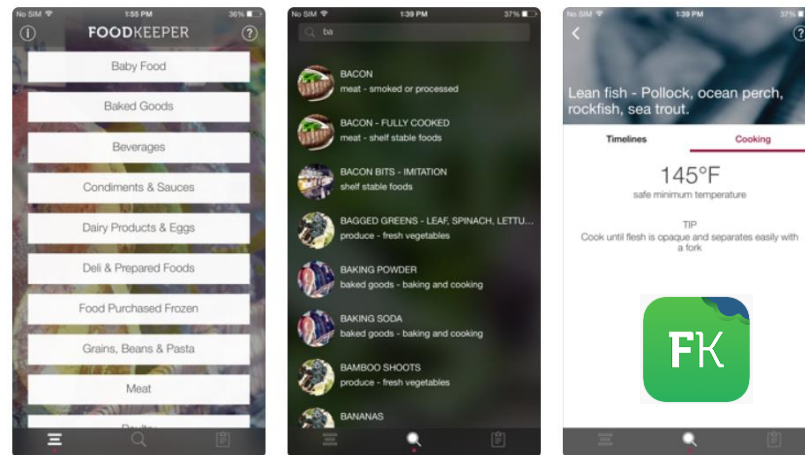 No SIM 1:55 PM 36%
FOODKEEPER
Baby Food
Baked Goods
Beverages
Condiments & Sauces
Dairy Products & Eggs
Deli & Prepared Foods
Food Purchased Frozen
Grains, Beans & Pasta
Meat
No SIM 1:39 PM 37%
ba
BACON
meat - smoked or processed
BACON - FULLY COOKED
meat - shelf stable foods
BACON BITS - IMITATION
shelf stable foods
BAGGED GREENS - LEAF, SPINACH, LETTU...
produce - fresh vegetables
BAKING POWDER
baked goods - baking and cooking
BAKING SODA
baked goods - baking and cooking
BAMBOO SHOOTS
produce - fresh vegetables
BANANAS
No SIM 1:39 PM 37%
Lean fish - Pollock, ocean perch,
rockfish, sea trout.
Timelines Cooking
145°F
safe minimum temperature
TIP
Cook until flesh is opaque and separates easily with
a fork
FK